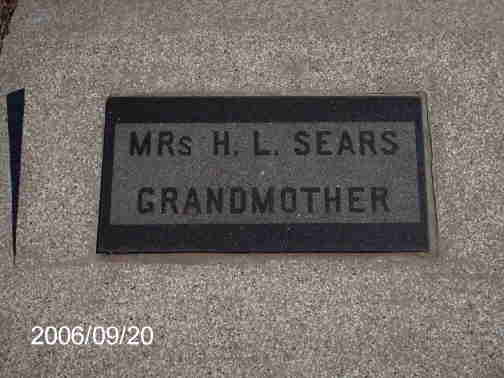 MRs H. L. SEARS
GRANDMOTHER
2006/09/20